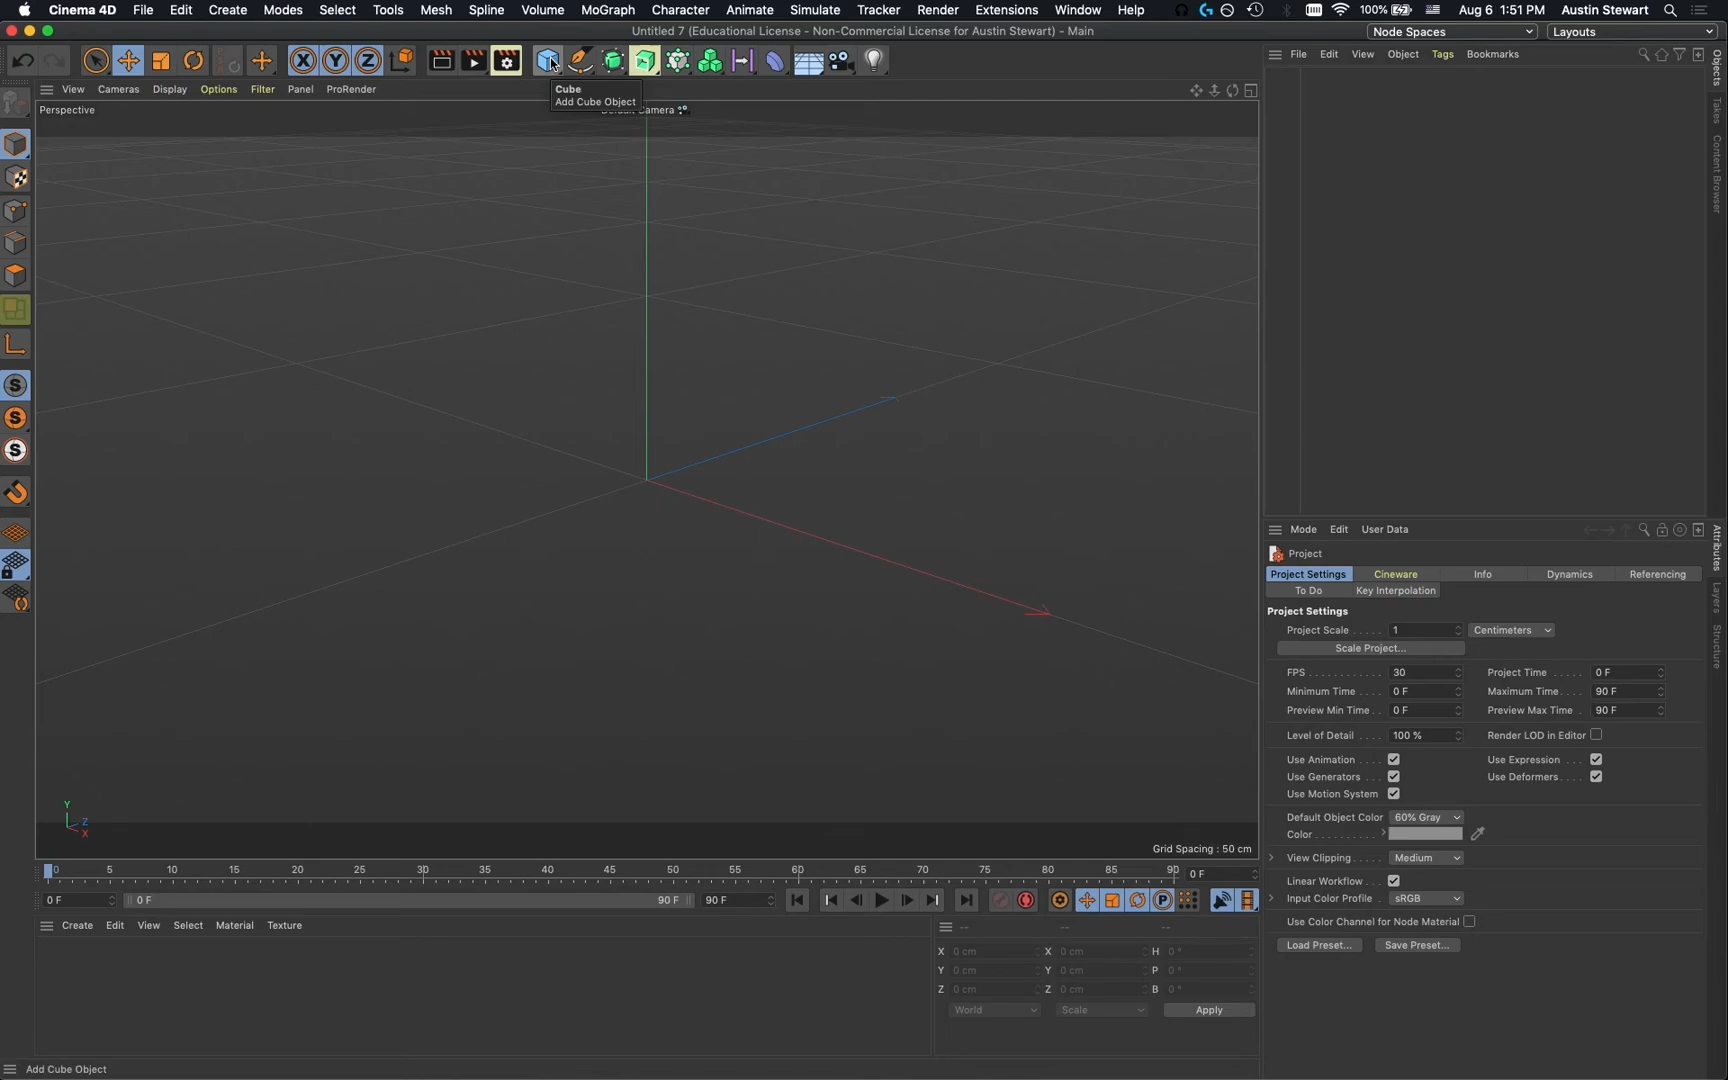 Cinema 4D File Edit Create Modes Select Tools Mesh Spline Volume MoGraph Character Animate Simulate Tracker Render Extensions Window Help 100% Aug 6 1:51 PM Austin Stewart
Untitled 7 (Educational License - Non-Commercial License for Austin Stewart) - Main Node Spaces Layouts
X Y Z File Edit View Object Tags Bookmarks
View Cameras Display Options Filter Panel ProRender
Cube
Add Cube Object
Perspective
Objects
Takes
Content Browser
S
S
S
Mode Edit User Data
Attributes
Layers
Structure
Project
Project Settings Cineware Info Dynamics Referencing
To Do Key Interpolation
Project Settings
Project Scale . . . . . 1 Centimeters
Scale Project...
FPS . . . . . . . . . . . . 30 Project Time . . . . . 0 F
Minimum Time . . . . 0 F Maximum Time. . . . 90 F
Preview Min Time . . 0 F Preview Max Time . 90 F
Level of Detail . . . . 100 % Render LOD in Editor
Use Animation . . . . Use Expression . . . .
Use Generators . . . Use Deformers. . . .
Use Motion System
Default Object Color 60% Gray
Color . . . . . . . . . .
View Clipping . . . . . Medium
Linear Workflow . . .
Input Color Profile . . sRGB
Use Color Channel for Node Material
Load Preset... Save Preset...
Y
Z
X
Grid Spacing : 50 cm
0 5 10 15 20 25 30 35 40 45 50 55 60 65 70 75 80 85 90 0 F
0 F 0 F 90 F 90 F P
Create Edit View Select Material Texture -- -- --
X 0 cm X 0 cm H 0 °
Y 0 cm Y 0 cm P 0 °
Z 0 cm Z 0 cm B 0 °
World Scale Apply
Add Cube Object